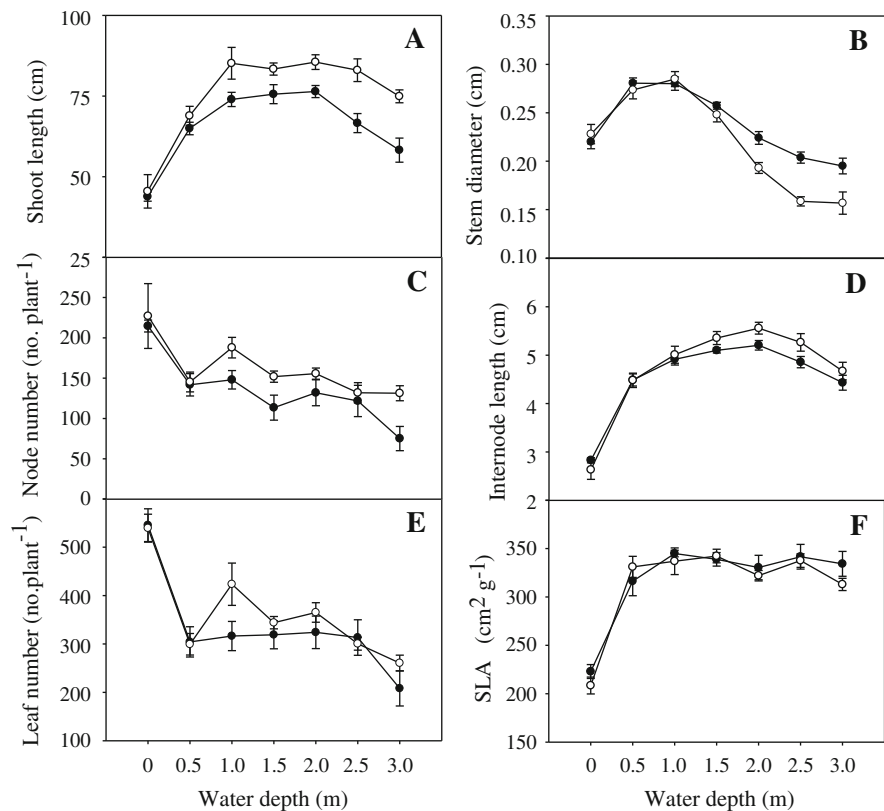 A
100
75
50
25
Shoot length (cm)
B
0.35
0.30
0.25
0.20
0.15
0.10
Stem diameter (cm)
C
250
200
150
100
50
0
Node number (no. plant⁻¹)
D
6
5
4
3
2
Internode length (cm)
E
500
400
300
200
100
Leaf number (no.plant⁻¹)
0 0.5 1.0 1.5 2.0 2.5 3.0
Water depth (m)
F
350
300
250
200
150
SLA (cm² g⁻¹)
0 0.5 1.0 1.5 2.0 2.5 3.0
Water depth (m)